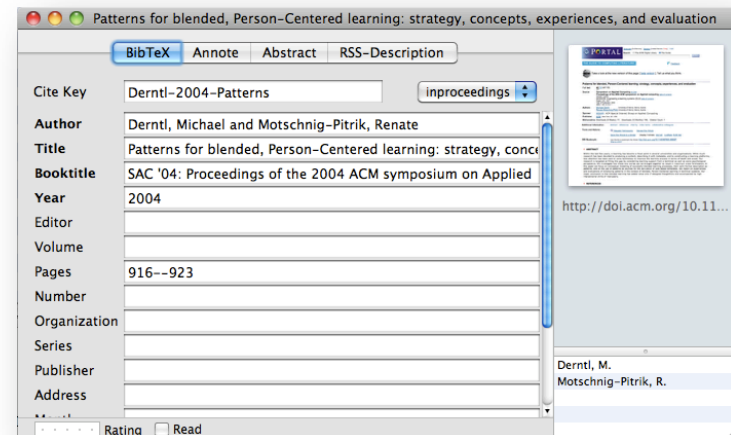 Patterns for blended, Person-Centered learning: strategy, concepts, experiences, and evaluation
BibTeX Annote Abstract RSS-Description
Cite Key Derntl-2004-Patterns inproceedings
Author Derntl, Michael and Motschnig-Pitrik, Renate
Title Patterns for blended, Person-Centered learning: strategy, conce
Booktitle SAC '04: Proceedings of the 2004 ACM symposium on Applied
Year 2004
Editor
Volume
Pages 916--923
Number
Organization
Series
Publisher
Address
Rating Read
PORTAL
http://doi.acm.org/10.11...
Derntl, M.
Motschnig-Pitrik, R.